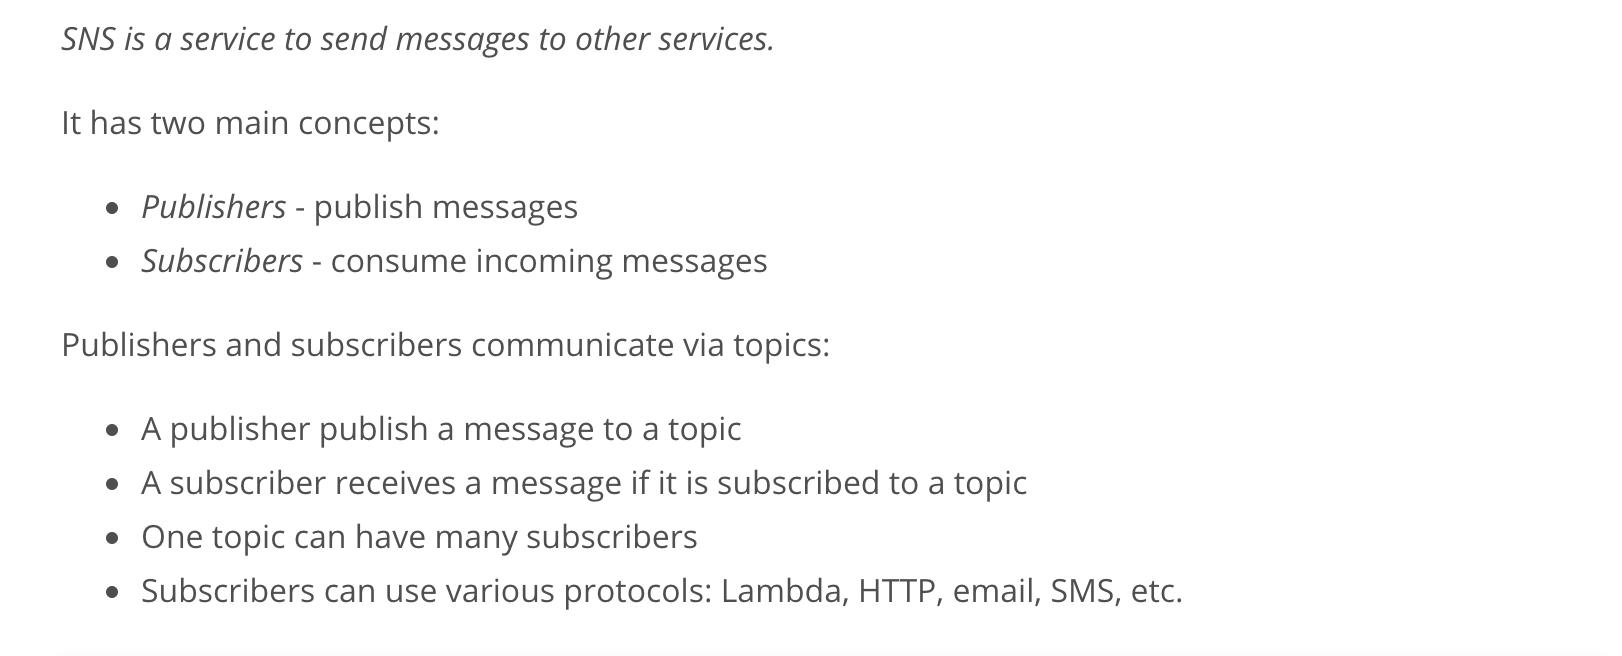 SNS is a service to send messages to other services.
It has two main concepts:
• Publishers - publish messages
• Subscribers - consume incoming messages
Publishers and subscribers communicate via topics:
• A publisher publish a message to a topic
• A subscriber receives a message if it is subscribed to a topic
• One topic can have many subscribers
• Subscribers can use various protocols: Lambda, HTTP, email, SMS, etc.